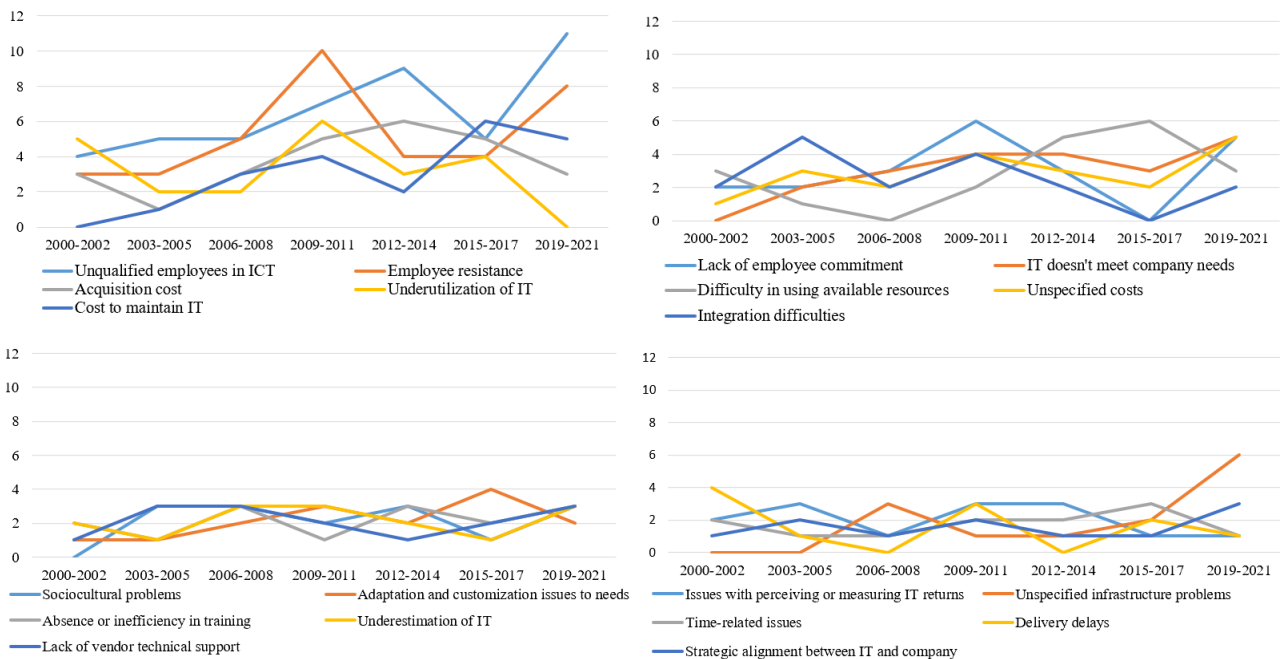 12
10
8
6
4
2
0
2000-2002 2003-2005 2006-2008 2009-2011 2012-2014 2015-2017 2019-2021
Unqualified employees in ICT Employee resistance
Acquisition cost Underutilization of IT
Cost to maintain IT
12
10
8
6
4
2
0
2000-2002 2003-2005 2006-2008 2009-2011 2012-2014 2015-2017 2019-2021
Lack of employee commitment IT doesn't meet company needs
Difficulty in using available resources Unspecified costs
Integration difficulties
12
10
8
6
4
2
0
2000-2002 2003-2005 2006-2008 2009-2011 2012-2014 2015-2017 2019-2021
Sociocultural problems Adaptation and customization issues to needs
Absence or inefficiency in training Underestimation of IT
Lack of vendor technical support
12
10
8
6
4
2
0
2000-2002 2003-2005 2006-2008 2009-2011 2012-2014 2015-2017 2019-2021
Issues with perceiving or measuring IT returns Unspecified infrastructure problems
Time-related issues Delivery delays
Strategic alignment between IT and company